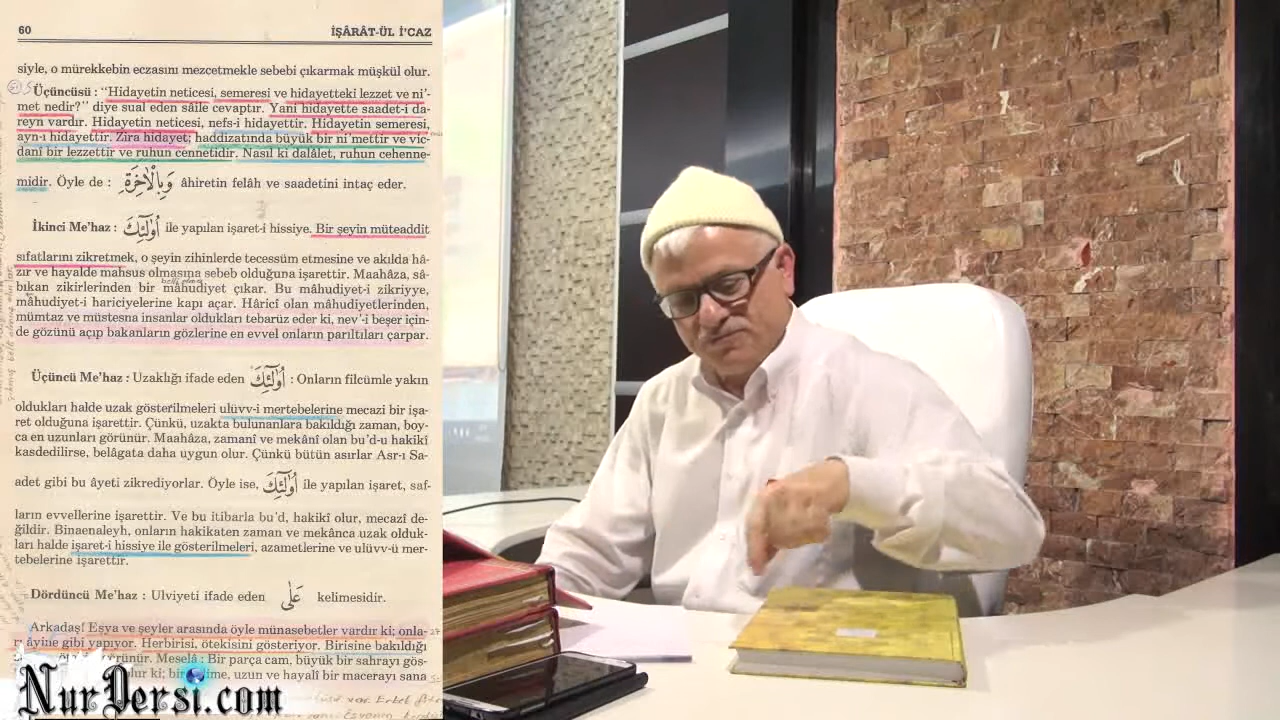 60 İŞÂRÂT-ÜL İ'CAZ
siyle, o mürekkebin eczasını mezcetmekle sebebi çıkarmak müşkül olur.
Üçüncüsü : "Hidayetin neticesi, semeresi ve hidayetteki lezzet ve ni'-
met nedir?" diye sual eden sâile cevaptır. Yani hidayette saadet-i da-
reyn vardır. Hidayetin neticesi, nefs-i hidayettir. Hidayetin semeresi,
ayn-ı hidayettir. Zira hidayet; haddizatında büyük bir ni'mettir ve vic-
danî bir lezzettir ve ruhun cennetidir. Nasıl ki dalâlet, ruhun cehenne-
midir. Öyle de : وَبِالْاٰخِرَةِ âhiretin felâh ve saadetini intaç eder.
İkinci Me'haz : اُولٰٓئِكَ ile yapılan işaret-i hissiye. Bir şeyin müteaddit
sıfatlarını zikretmek, o şeyin zihinlerde tecessüm etmesine ve akılda hâ-
zır ve hayalde mahsus olmasına sebeb olduğuna işarettir. Maahâza, sâ-
bıkan zikirlerinden bir mâhudiyet çıkar. Bu mâhudiyet-i zikriyye,
mâhudiyet-i hariciyelerine kapı açar. Hârici olan mâhudiyetlerinden,
mümtaz ve müstesna insanlar oldukları tebarüz eder ki, nev'-i beşer için-
de gözünü açıp bakanların gözlerine en evvel onların parıltıları çarpar.
Üçüncü Me'haz : Uzaklığı ifade eden اُولٰٓئِكَ : Onların filcümle yakın
oldukları halde uzak gösterilmeleri ulüvv-i mertebelerine mecazi bir işa-
ret olduğuna işarettir. Çünkü, uzakta bulunanlara bakıldığı zaman, boy-
ca en uzunları görünür. Maahâza, zamanî ve mekânî olan bu'd-u hakikî
kasdedilirse, belâgata daha uygun olur. Çünkü bütün asırlar Asr-ı Sa-
adet gibi bu âyeti zikrediyorlar. Öyle ise, اُولٰٓئِكَ ile yapılan işaret, saf-
ların evvellerine işarettir. Ve bu itibarla bu'd, hakikî olur, mecazî de-
ğildir. Binaenaleyh, onların hakikaten zaman ve mekânca uzak olduk-
ları halde işaret-i hissiye ile gösterilmeleri, azametlerine ve ulüvv-ü mer-
tebelerine işarettir.
Dördüncü Me'haz : Ulviyeti ifade eden عَلٰى kelimesidir.
Arkadaş! Eşya ve şeyler arasında öyle münasebetler vardır ki; onla-
âyine gibi yapıyor. Herbirisi, ötekisini gösteriyor. Birisine bakıldığı
görünür. Meselâ : Bir parça cam, büyük bir sahrayı gös-
uzun ve hayalî bir macerayı sana
NurDersi.com